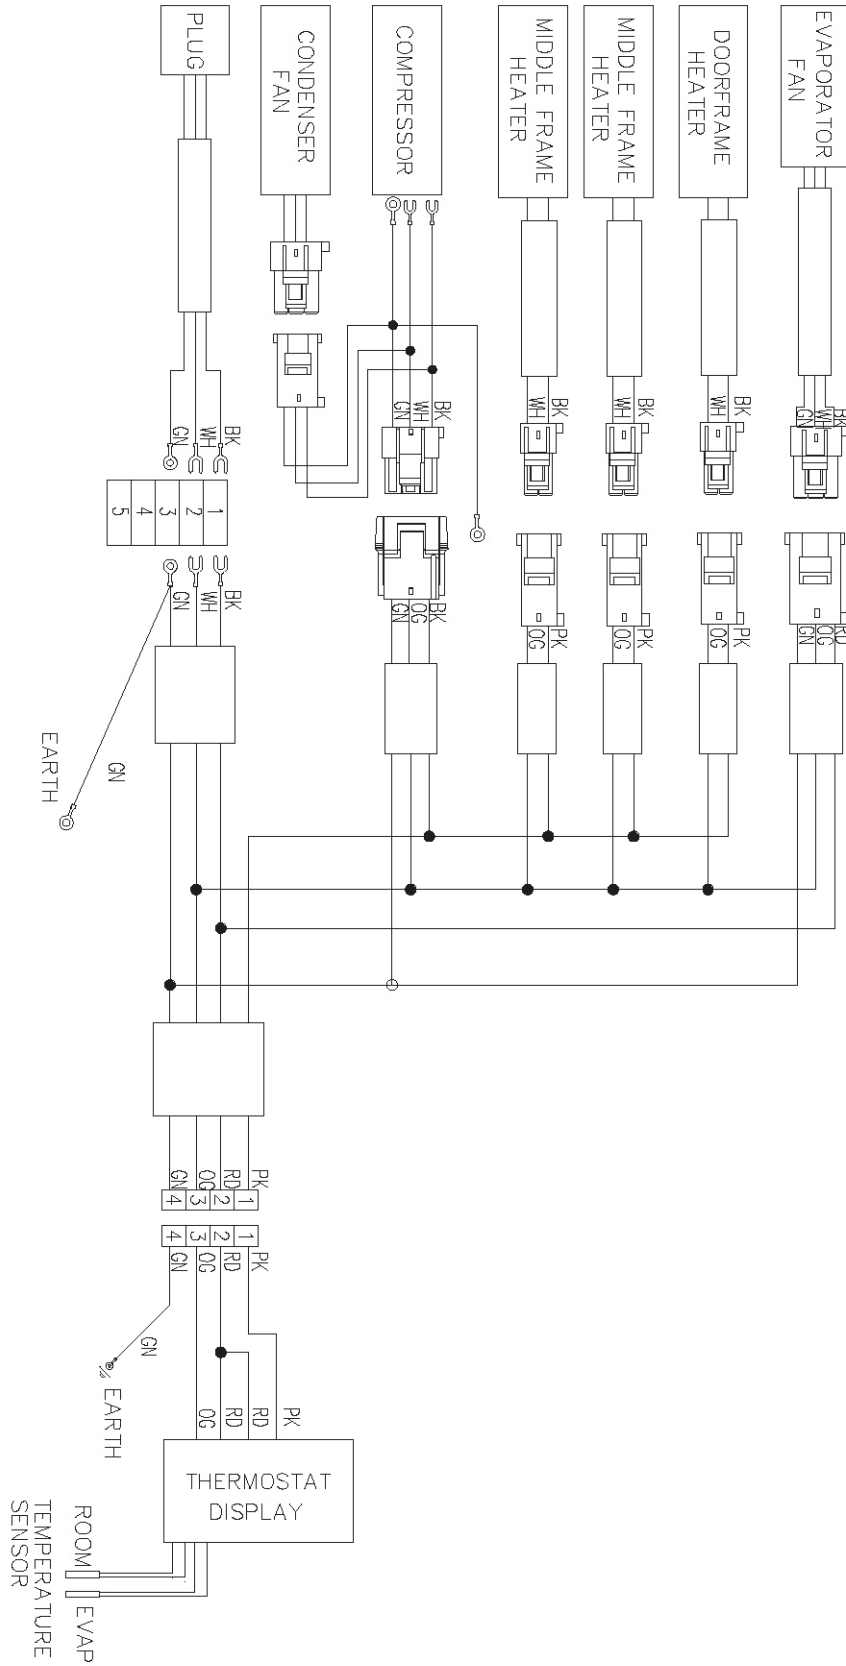 PLUG
CONDENSER
FAN
COMPRESSOR
MIDDLE FRAME
HEATER
MIDDLE FRAME
HEATER
DOORFRAME
HEATER
EVAPORATOR
FAN
BK
WH
GN
BK
WH
GN
BK
WH
BK
WH
BK
WH
BK
WH
GN
1
2
3
4
5
BK
WH
GN
BK
OG
GN
PK
OG
PK
OG
PK
OG
RD
OG
GN
GN
EARTH
PK
RD
OG
GN
1
2
3
4
1
2
3
4
PK
RD
OG
GN
GN
EARTH
PK
RD
RD
OG
THERMOSTAT
DISPLAY
ROOM
EVAP
TEMPERATURE
SENSOR